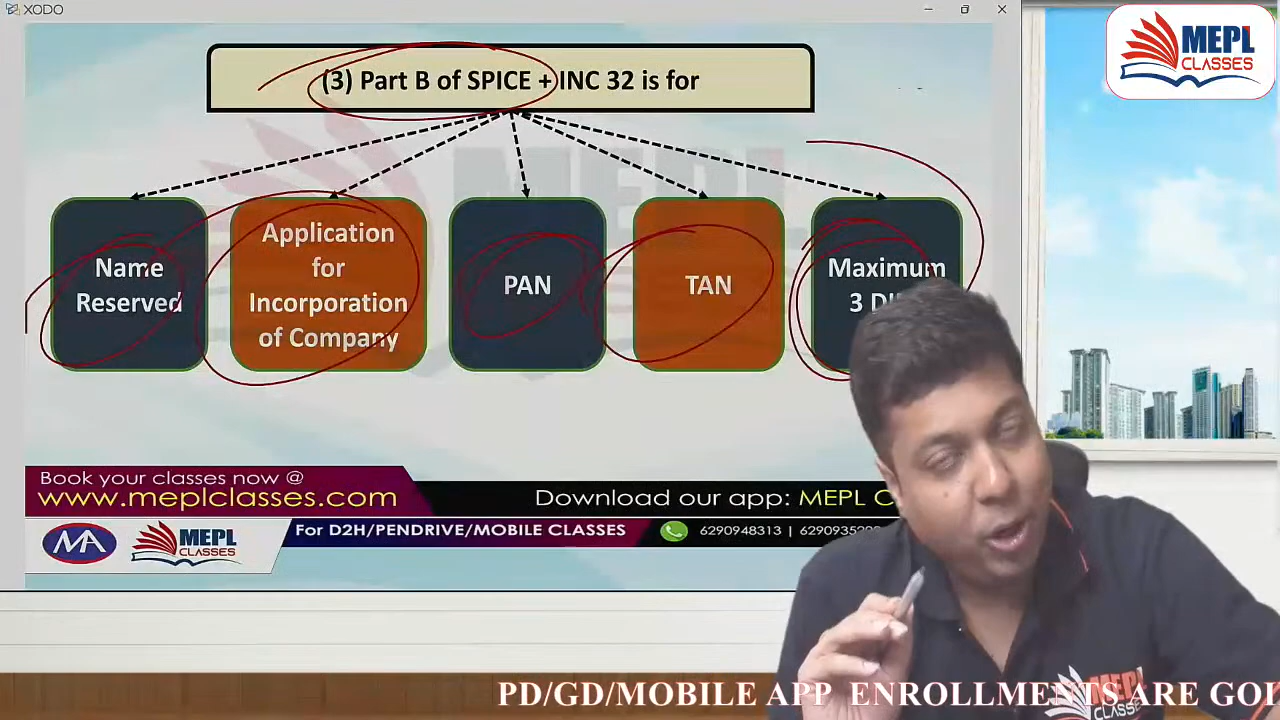 XODO
MEPL
CLASSES
(3) Part B of SPICE + INC 32 is for
Name
Reserved
Application
for
Incorporation
of Company
PAN
TAN
Maximum
3
Book your classes now @
www.meplclasses.com
Download our app: MEPL
MA
MEPL
CLASSES
For D2H/PENDRIVE/MOBILE CLASSES
6290948313 |
PD/GD/MOBILE APP ENROLLMENTS ARE
MEPL
CLASSES